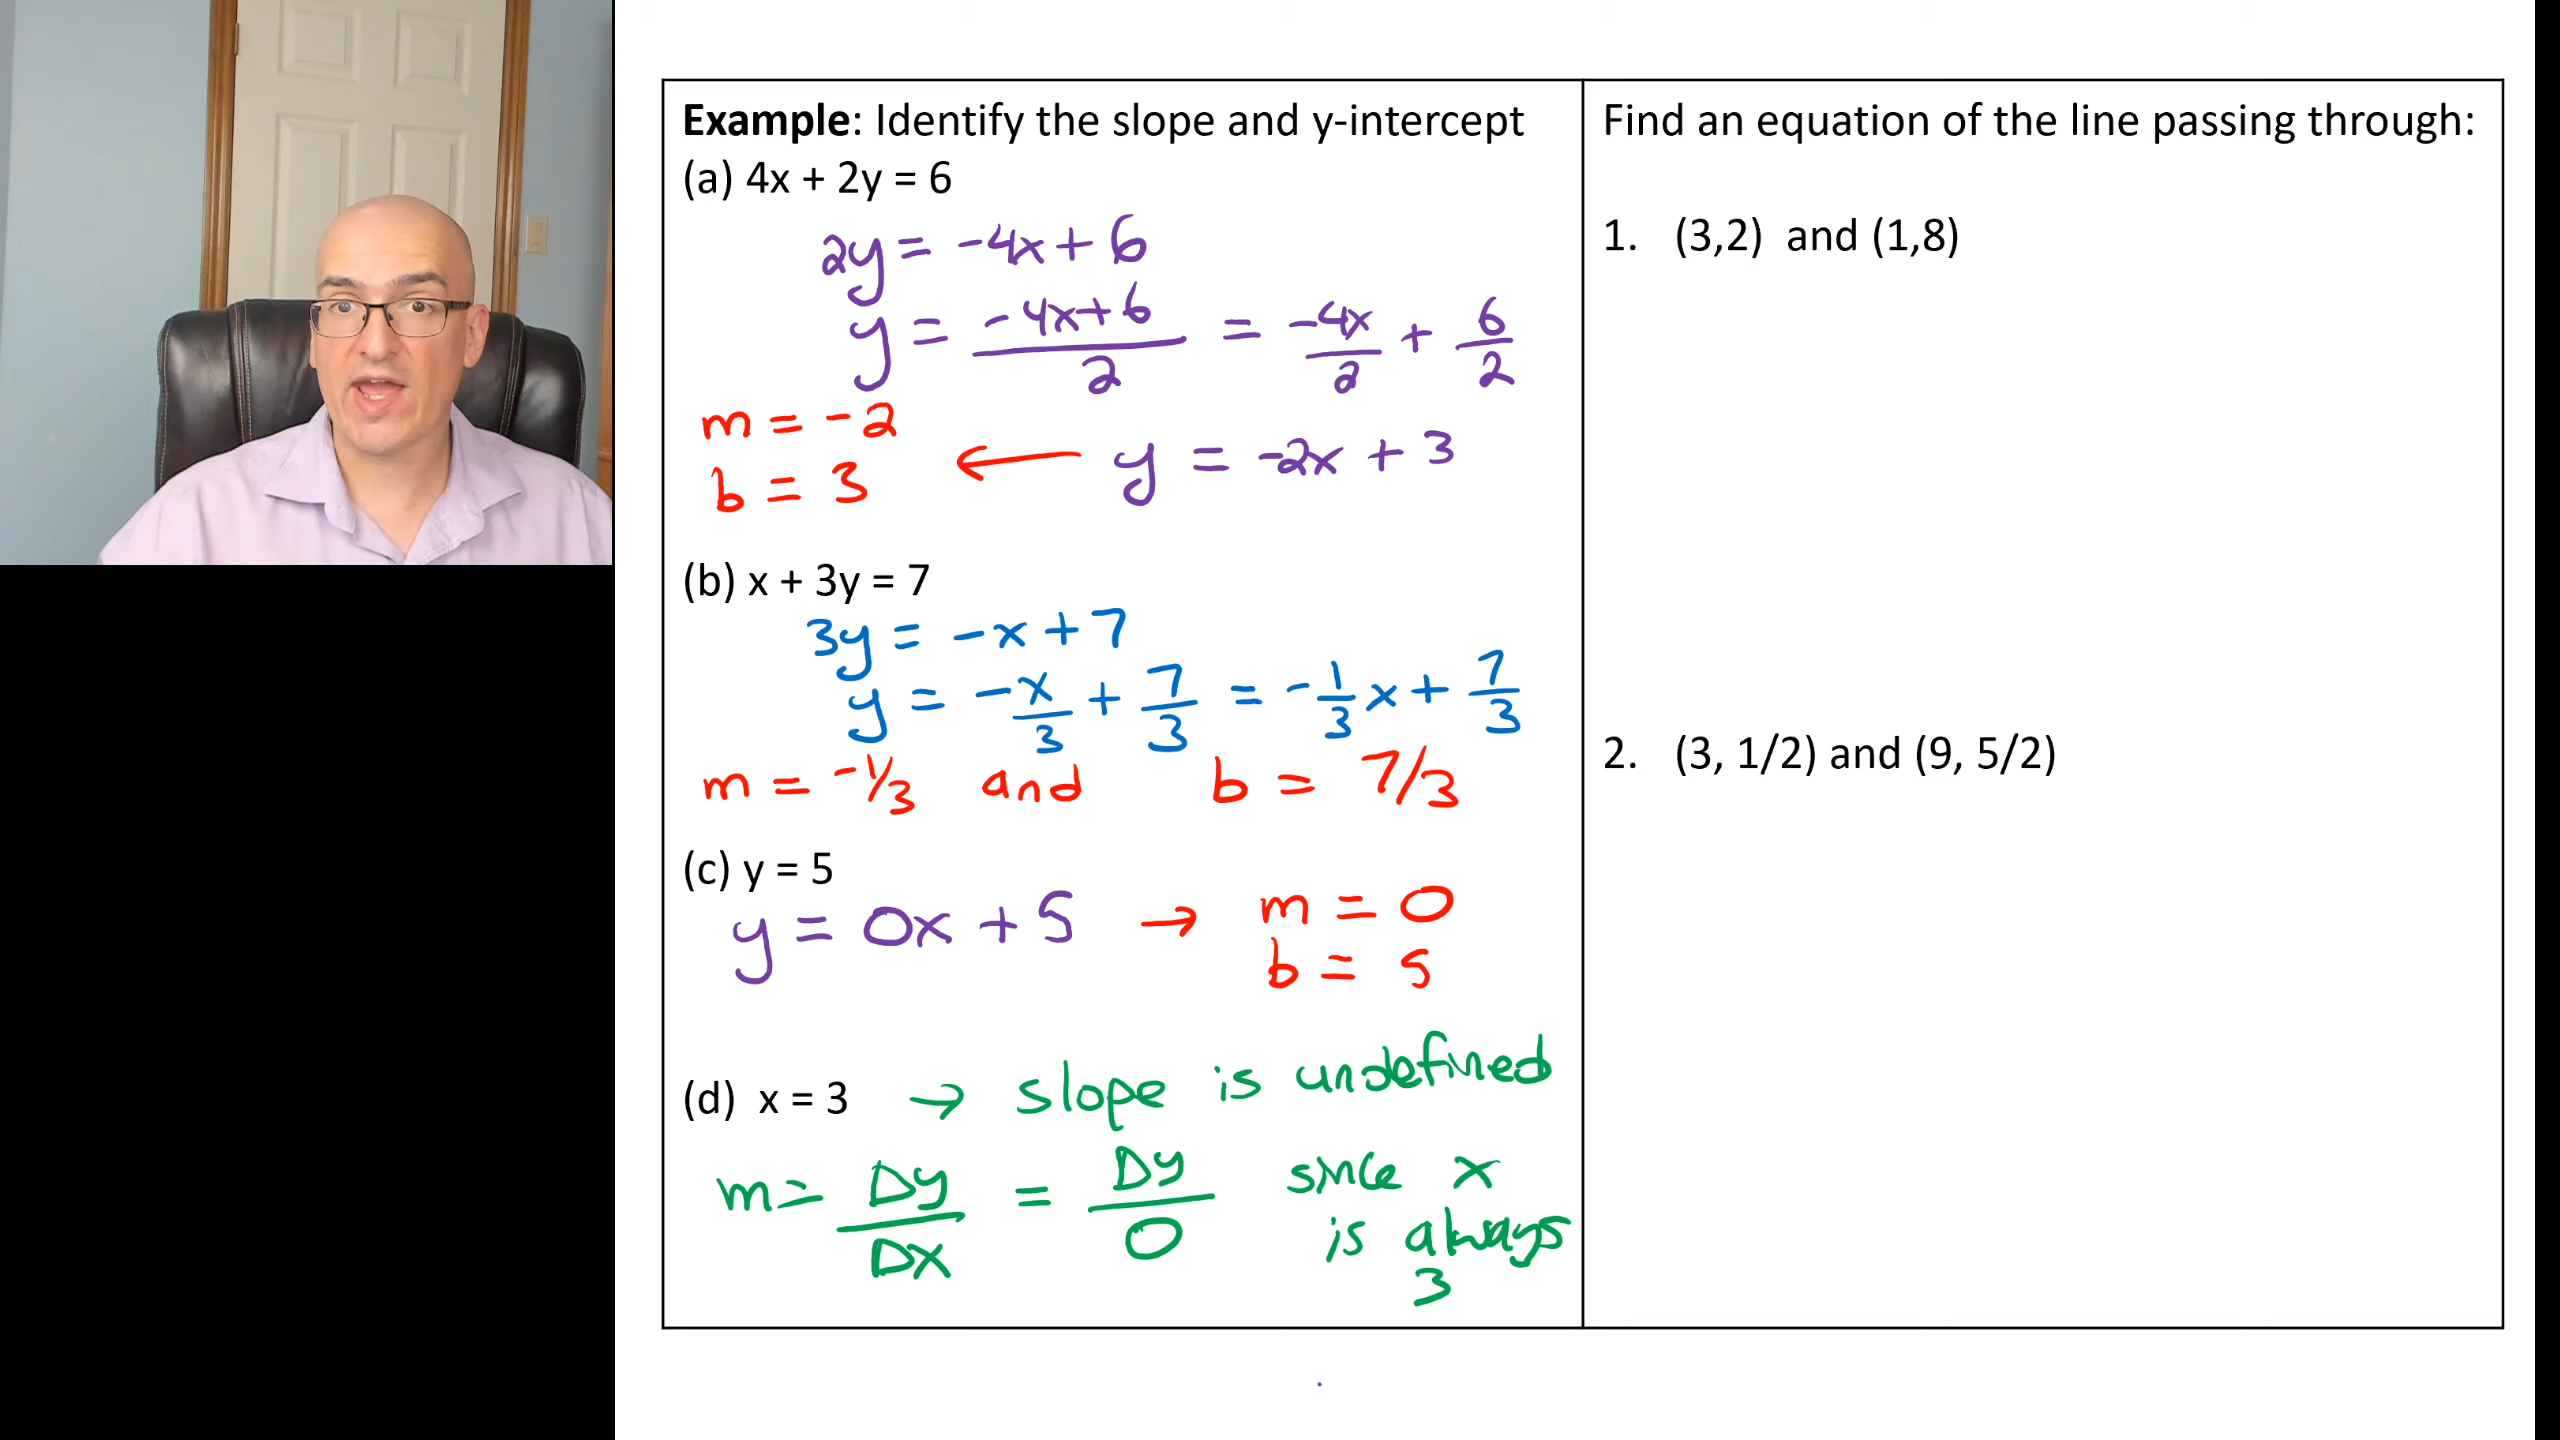 Example: Identify the slope and y-intercept
(a) 4x + 2y = 6
2y = -4x + 6
y = -4x+6/2 = -4x/2 + 6/2
m = -2
b = 3 ← y = -2x + 3
(b) x + 3y = 7
3y = -x + 7
y = -x/3 + 7/3 = -1/3 x + 7/3
m = -1/3 and b = 7/3
(c) y = 5
y = 0x + 5 → m = 0
b = 5
(d) x = 3 → slope is undefined
m = Δy/Δx = Δy/0 since x
is always
3
Find an equation of the line passing through:
1. (3,2) and (1,8)
2. (3, 1/2) and (9, 5/2)